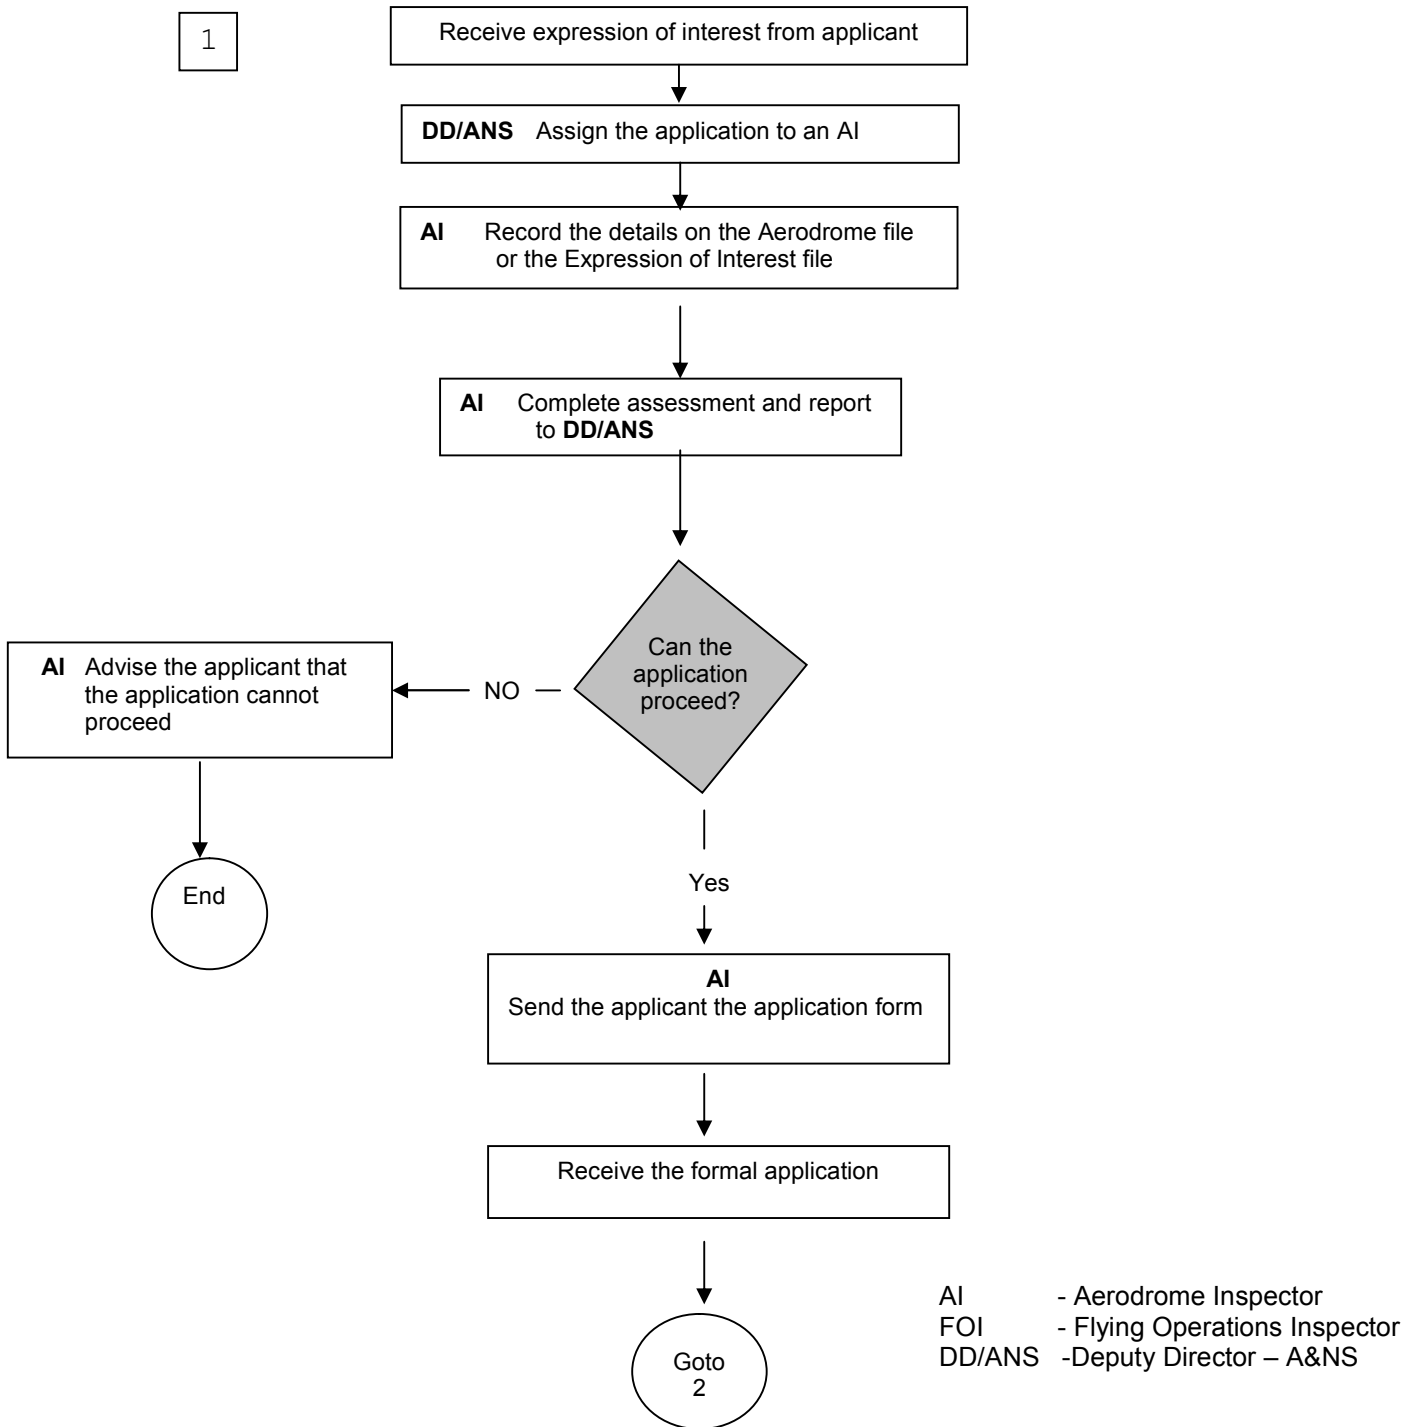 1
Receive expression of interest from applicant
DD/ANS Assign the application to an AI
AI Record the details on the Aerodrome file
or the Expression of Interest file
AI Complete assessment and report
to DD/ANS
Can the
application
proceed?
NO
AI Advise the applicant that
the application cannot
proceed
End
Yes
AI
Send the applicant the application form
Receive the formal application
Goto
2
AI - Aerodrome Inspector
FOI - Flying Operations Inspector
DD/ANS -Deputy Director – A&NS